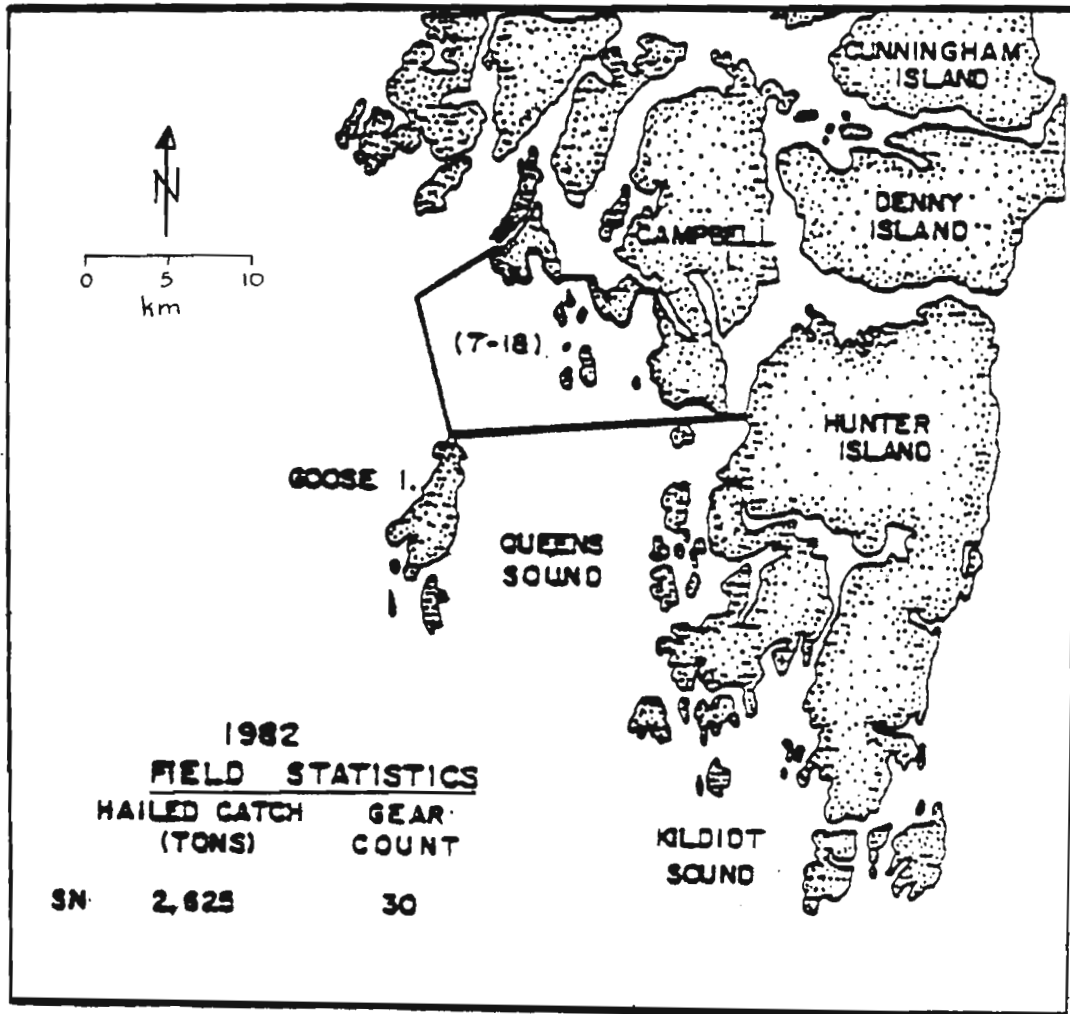 CUNNINGHAM
ISLAND
N
DENNY
ISLAND
CAMPBELL
I.
0 5 10
km
(7-18)
HUNTER
ISLAND
GOOSE I.
QUEENS
SOUND
1982
FIELD STATISTICS
HAILED CATCH GEAR
(TONS) COUNT
SN 2,625 30
KILDIDT
SOUND